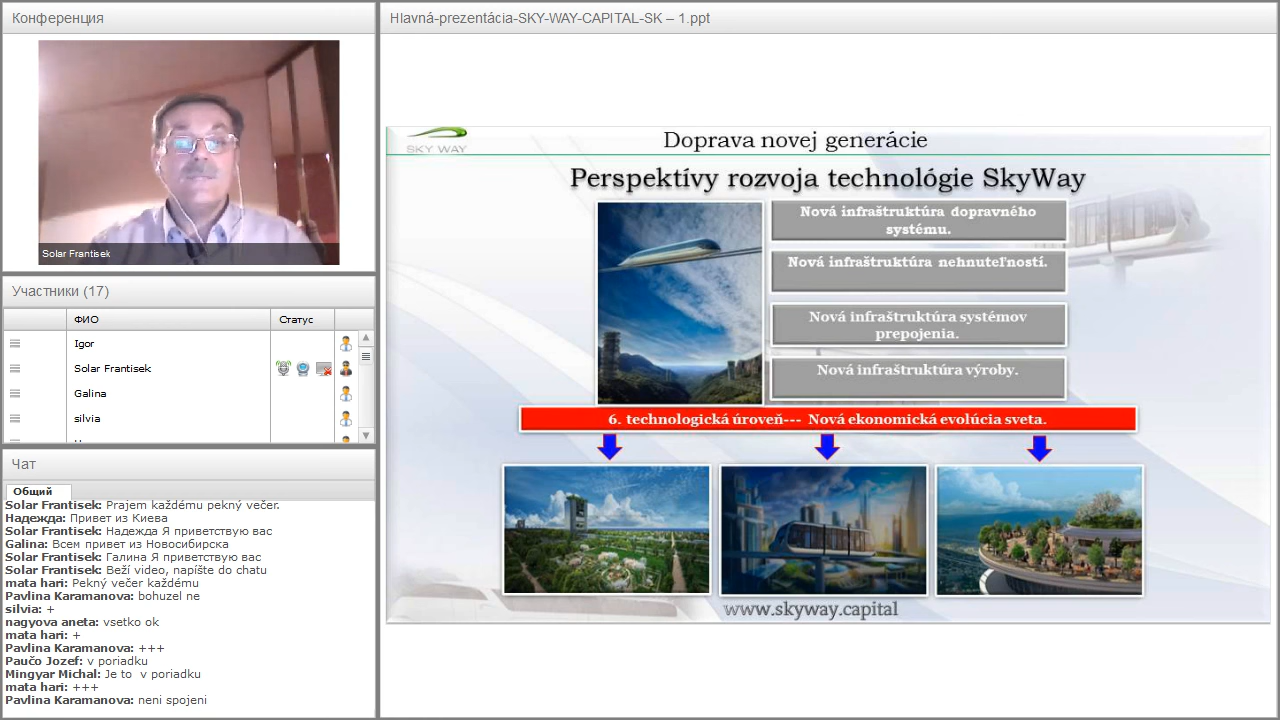 Конференция
Solar Frantisek
Участники (17)
ФИО Статус
Igor
Solar Frantisek
Galina
silvia
Чат
Общий
Solar Frantisek: Prajem každému pekný večer.
Надежда: Привет из Киева
Solar Frantisek: Надежда Я приветствую вас
Galina: Всем привет из Новосибирска
Solar Frantisek: Галина Я приветствую вас
Solar Frantisek: Beží video, napíšte do chatu
mata hari: Pekný večer každému
Pavlina Karamanova: bohuzel ne
silvia: +
nagyova aneta: vsetko ok
mata hari: +
Pavlina Karamanova: +++
Paučo Jozef: v poriadku
Mingyar Michal: Je to v poriadku
mata hari: +++
Pavlina Karamanova: neni spojeni
Hlavná-prezentácia-SKY-WAY-CAPITAL-SK – 1.ppt
SKY WAY
Doprava novej generácie
Perspektívy rozvoja technológie SkyWay
Nová infraštruktúra dopravného
systému.
Nová infraštruktúra nehnuteľností.
Nová infraštruktúra systémov
prepojenia.
Nová infraštruktúra výroby.
6. technologická úroveň--- Nová ekonomická evolúcia sveta.
www.skyway.capital